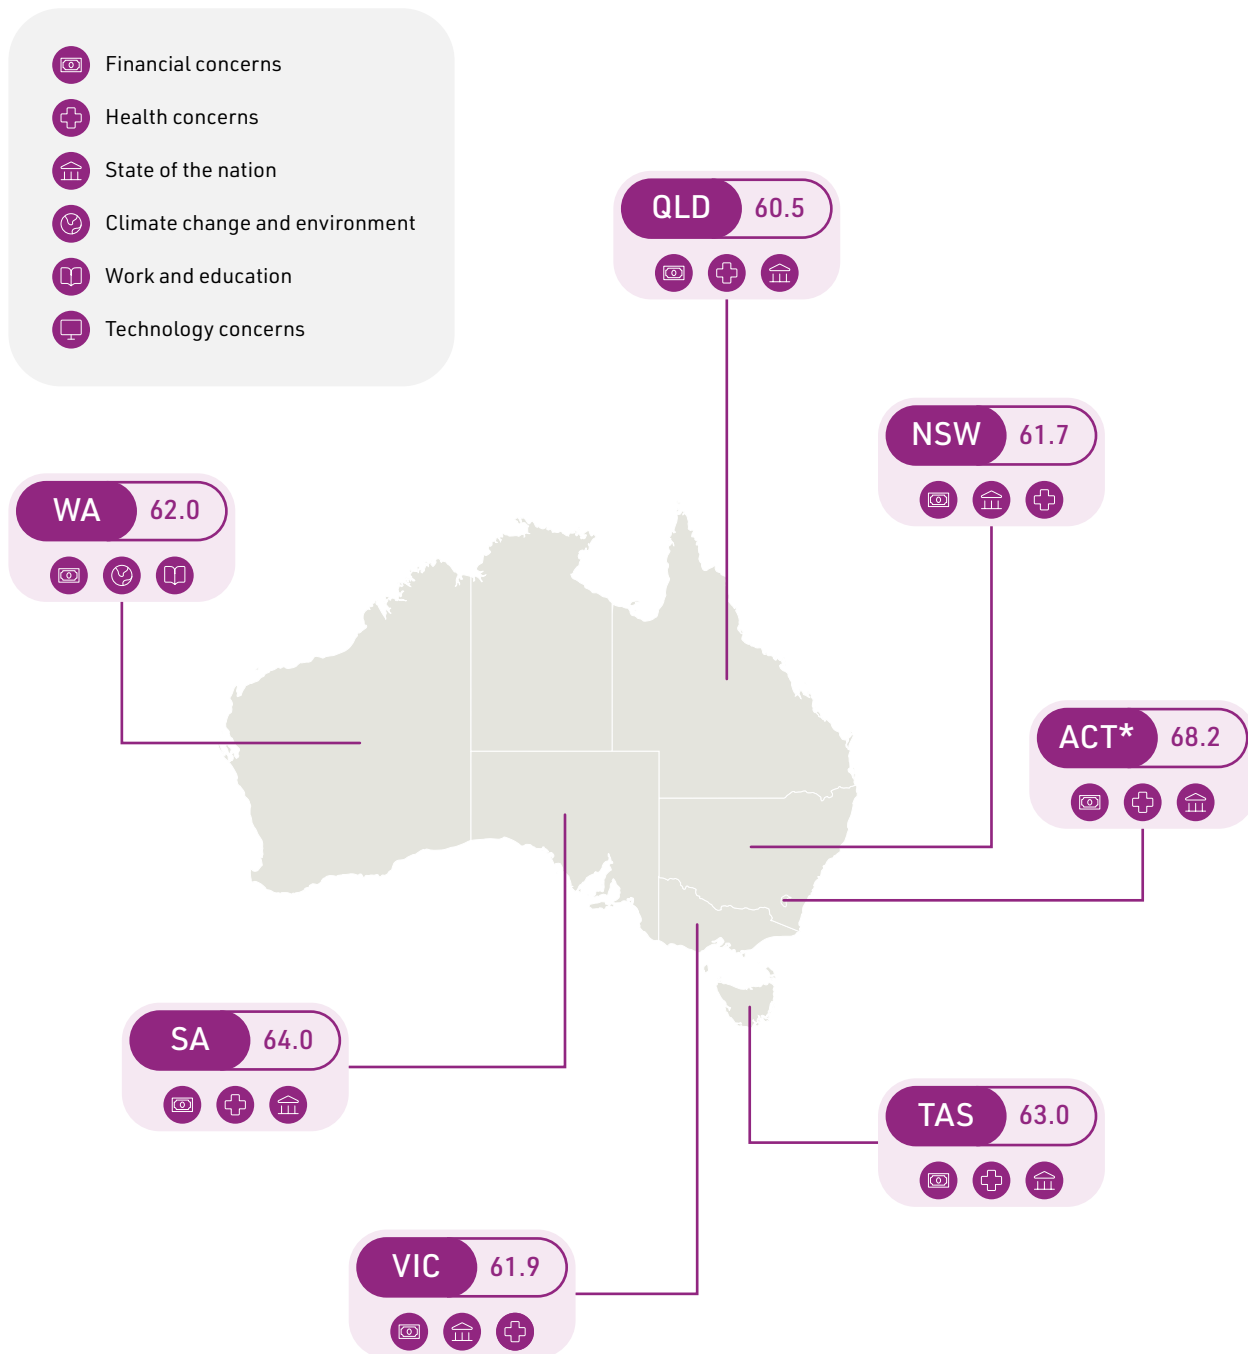 Financial concerns
Health concerns
State of the nation
Climate change and environment
Work and education
Technology concerns
QLD 60.5
NSW 61.7
WA 62.0
ACT* 68.2
SA 64.0
TAS 63.0
VIC 61.9